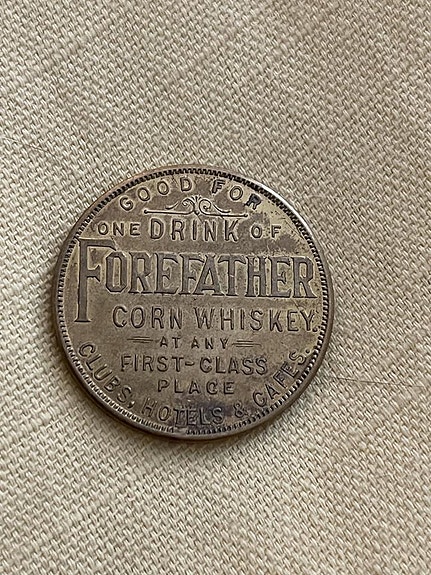 GOOD FOR
ONE DRINK OF
FOREFATHER
CORN WHISKEY.
AT ANY
FIRST-CLASS
PLACE
CLUBS, HOTELS & CAFES.